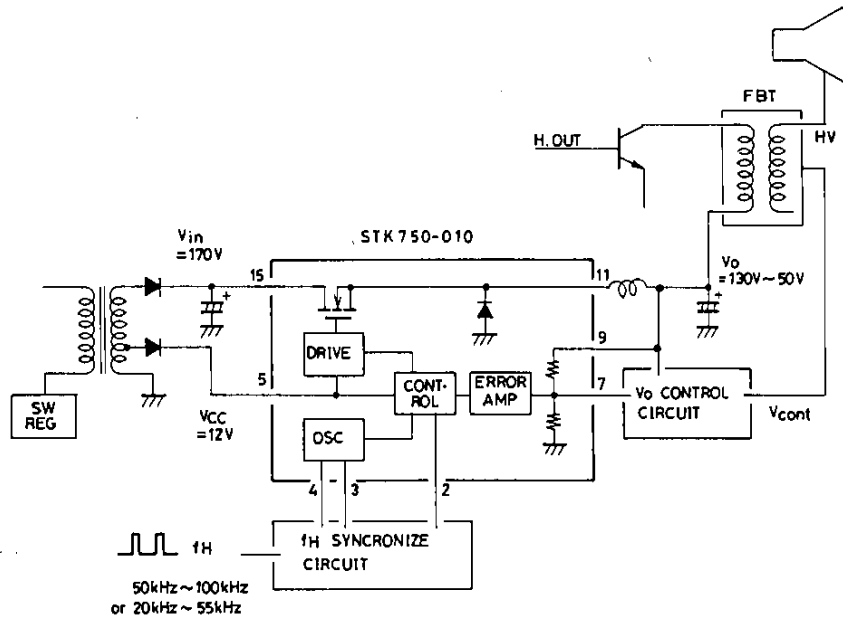 FBT
HV
H.OUT
STK750-010
Vin
=170V
15
11
Vo
=130V~50V
DRIVE
9
5
CONT-
ROL
ERROR
AMP
7
Vo CONTROL
CIRCUIT
Vcont
SW
REG
VCC
=12V
OSC
4
3
2
fH
fH SYNCRONIZE
CIRCUIT
50kHz~100kHz
or 20kHz~55kHz